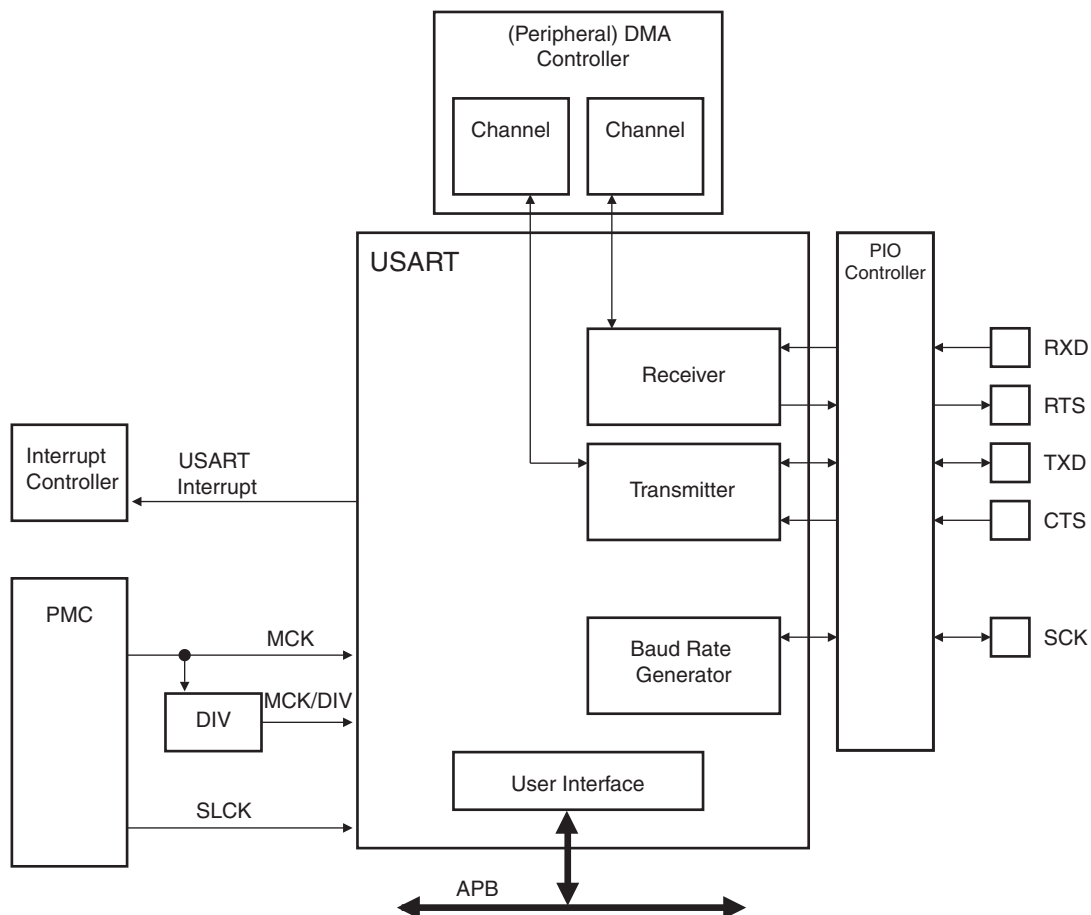 (Peripheral) DMA
Controller
Channel
Channel
USART
PIO
Controller
Receiver
RXD
RTS
Interrupt
Controller
USART
Interrupt
Transmitter
TXD
CTS
PMC
MCK
DIV
MCK/DIV
Baud Rate
Generator
SCK
SLCK
User Interface
APB